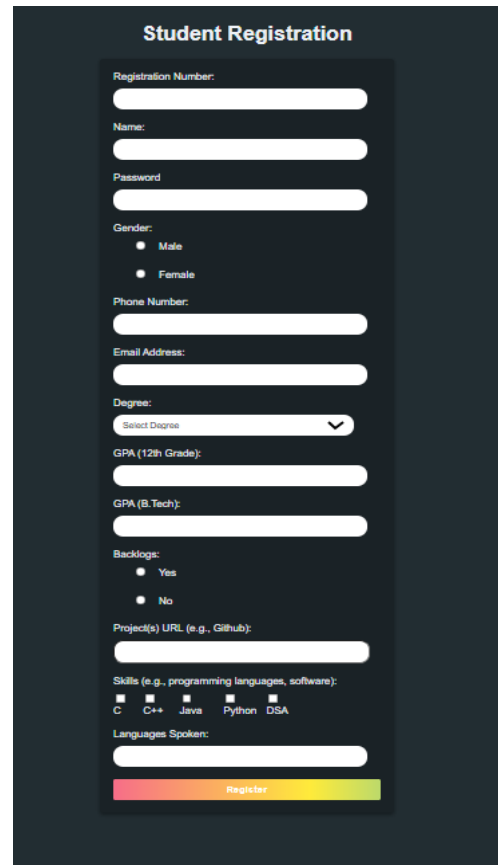 Student Registration
Registration Number:
Name:
Password
Gender:
Male
Female
Phone Number:
Email Address:
Degree:
Select Degree
GPA (12th Grade):
GPA (B.Tech):
Backlogs:
Yes
No
Project(s) URL (e.g., Github):
Skills (e.g., programming languages, software):
C C++ Java Python DSA
Languages Spoken:
Register